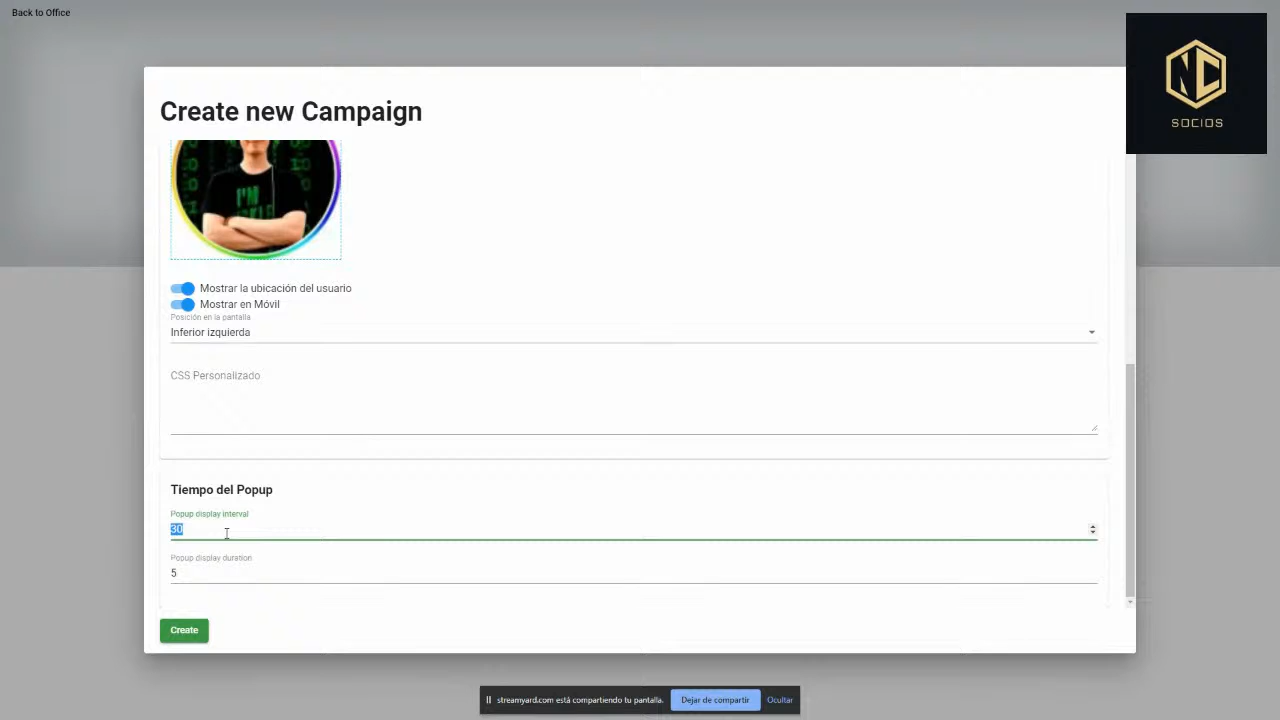 Back to Office
NC
SOCIOS
Create new Campaign
I'M
Mostrar la ubicación del usuario
Mostrar en Móvil
Posición en la pantalla
Inferior izquierda
CSS Personalizado
Tiempo del Popup
Popup display interval
30
Popup display duration
5
Create
streamyard.com está compartiendo tu pantalla.
Dejar de compartir
Ocultar